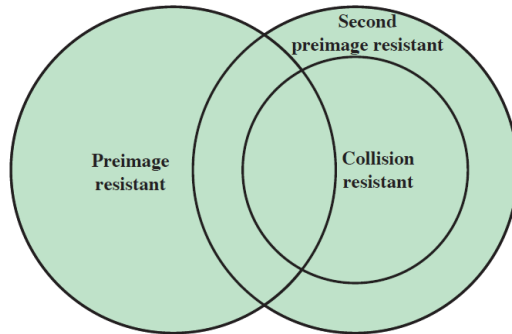 Second
preimage resistant
Preimage
resistant
Collision
resistant